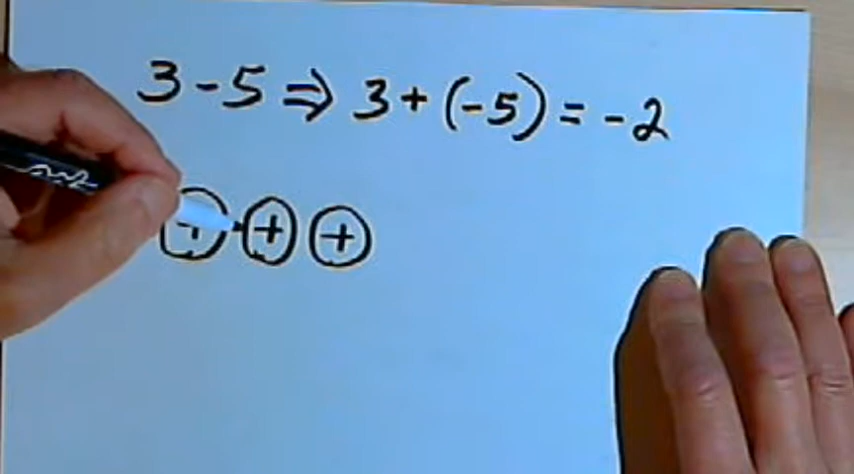 3 - 5 ⇒ 3 + (-5) = -2
+ + +